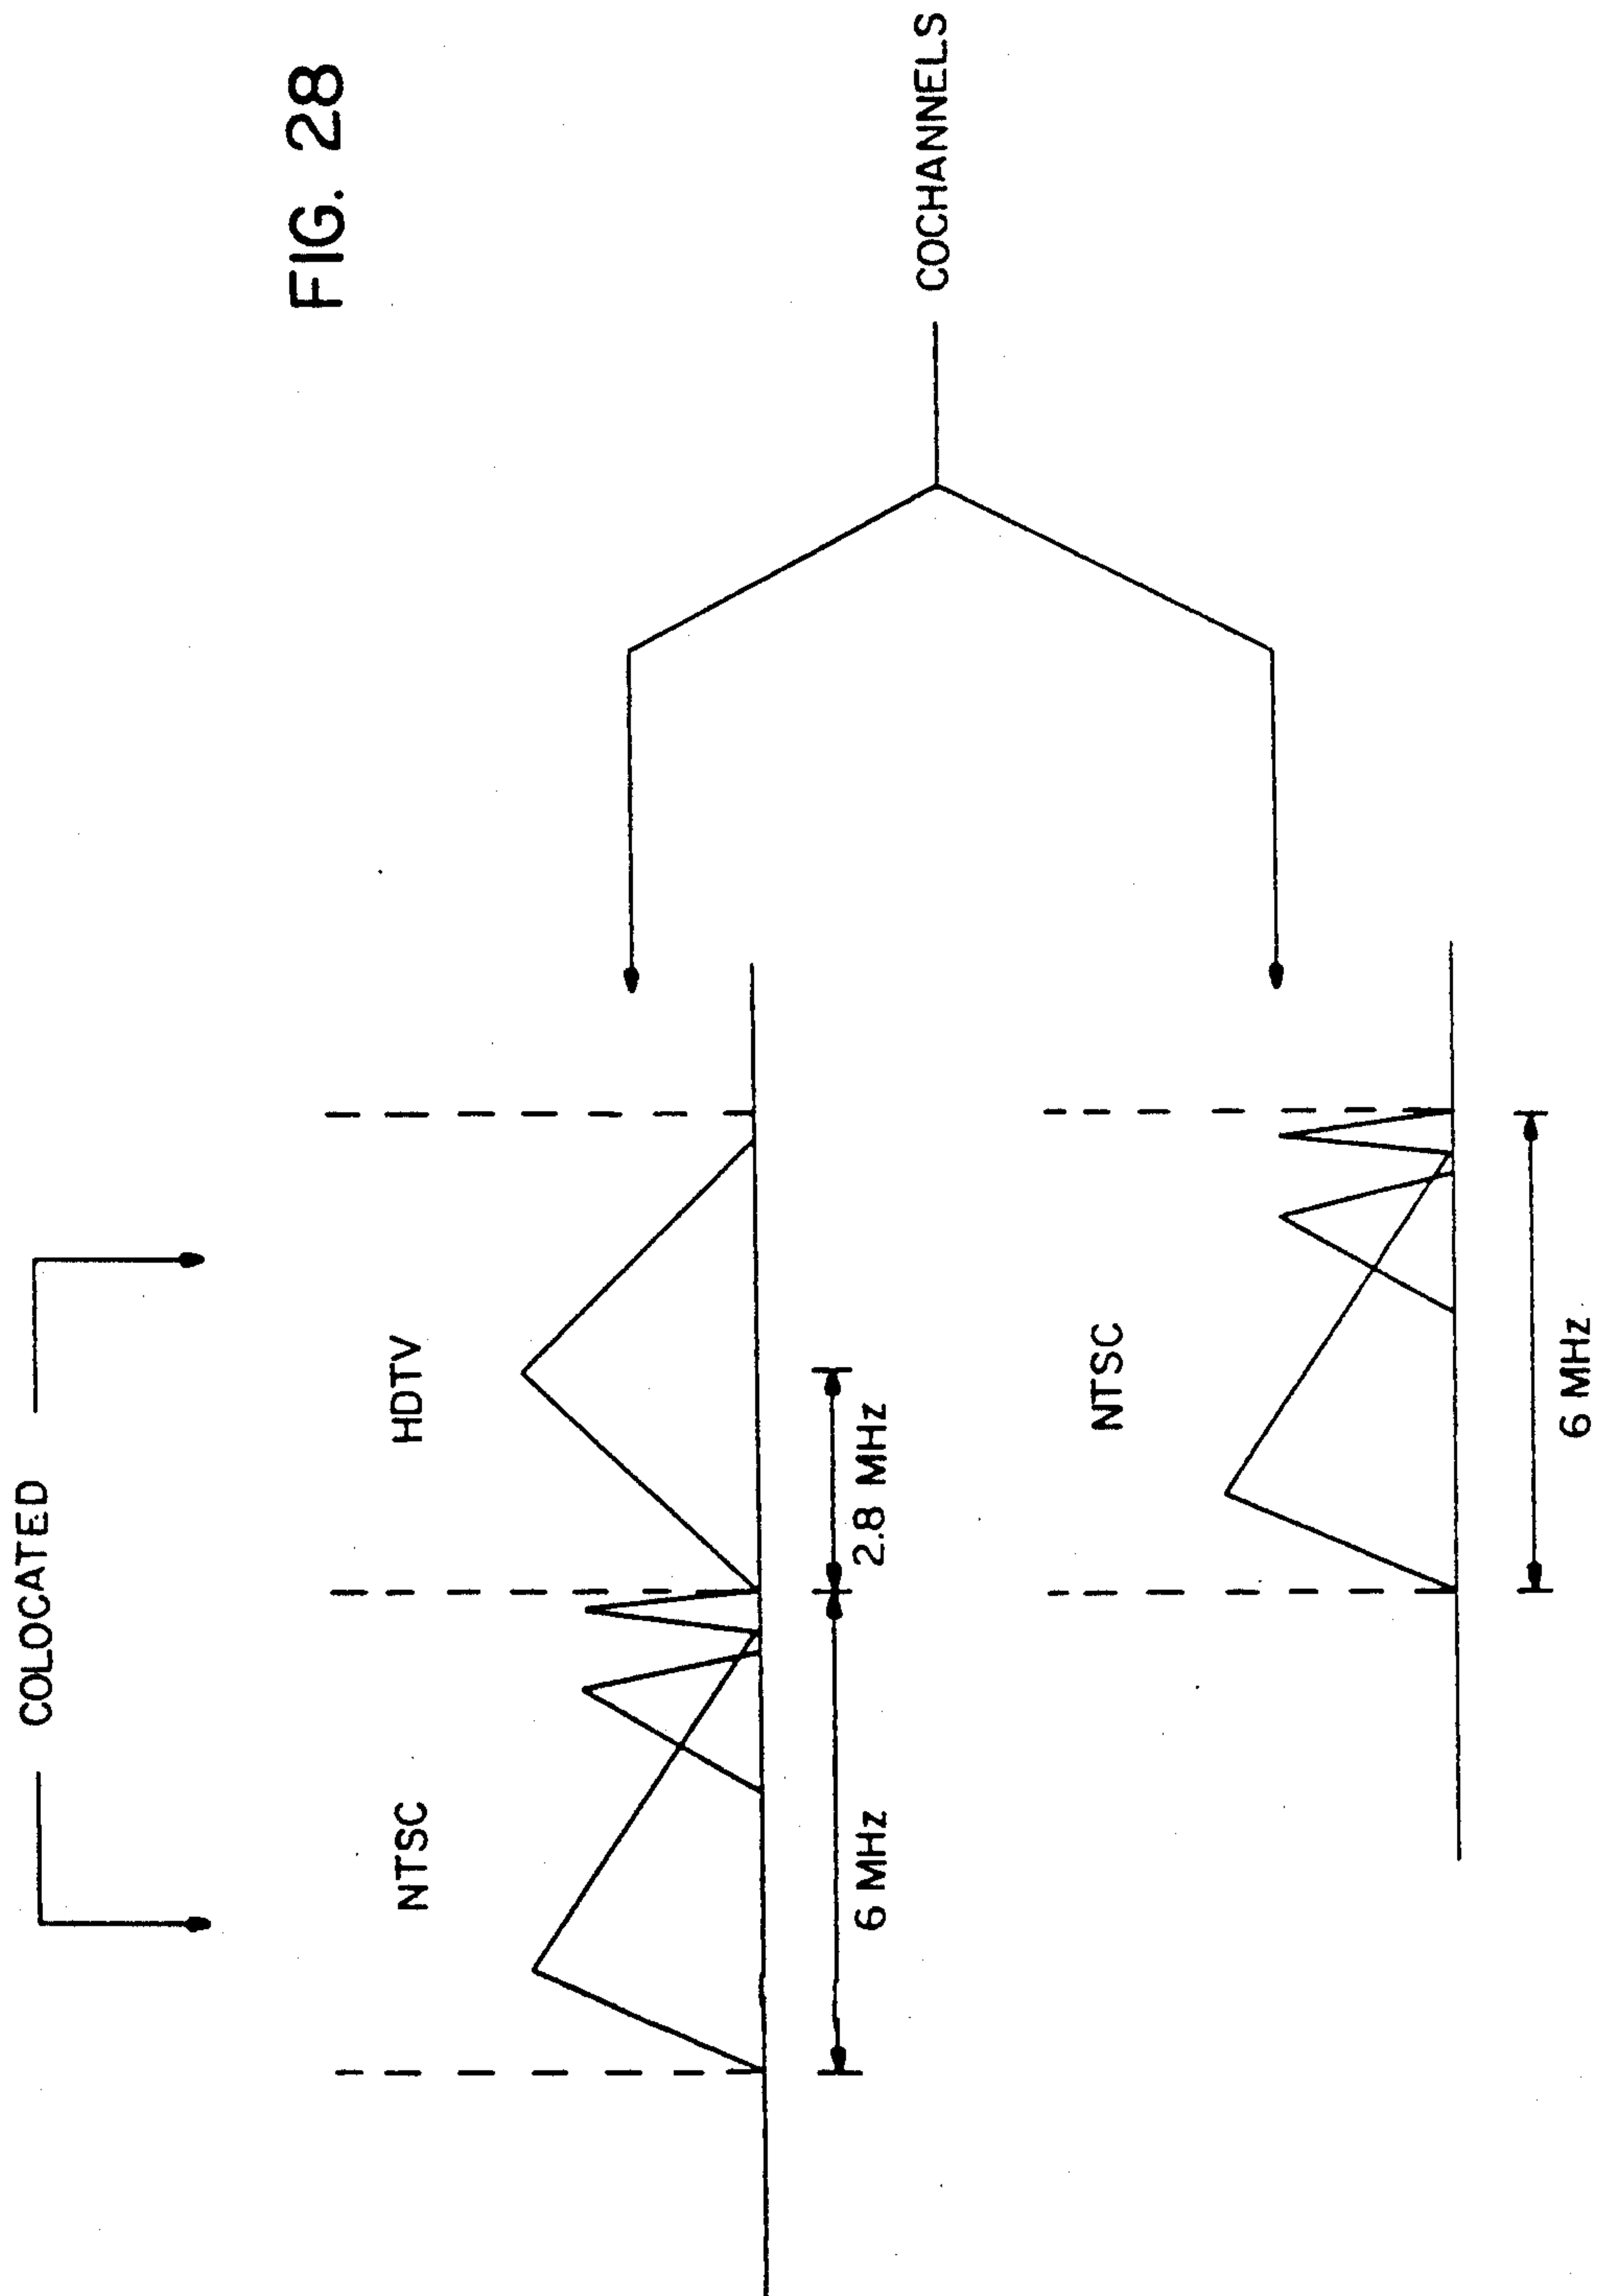 FIG. 28
COLOCATED
NTSC
HDTV
6 MHz
2.8 MHz
COCHANNELS
NTSC
6 MHz